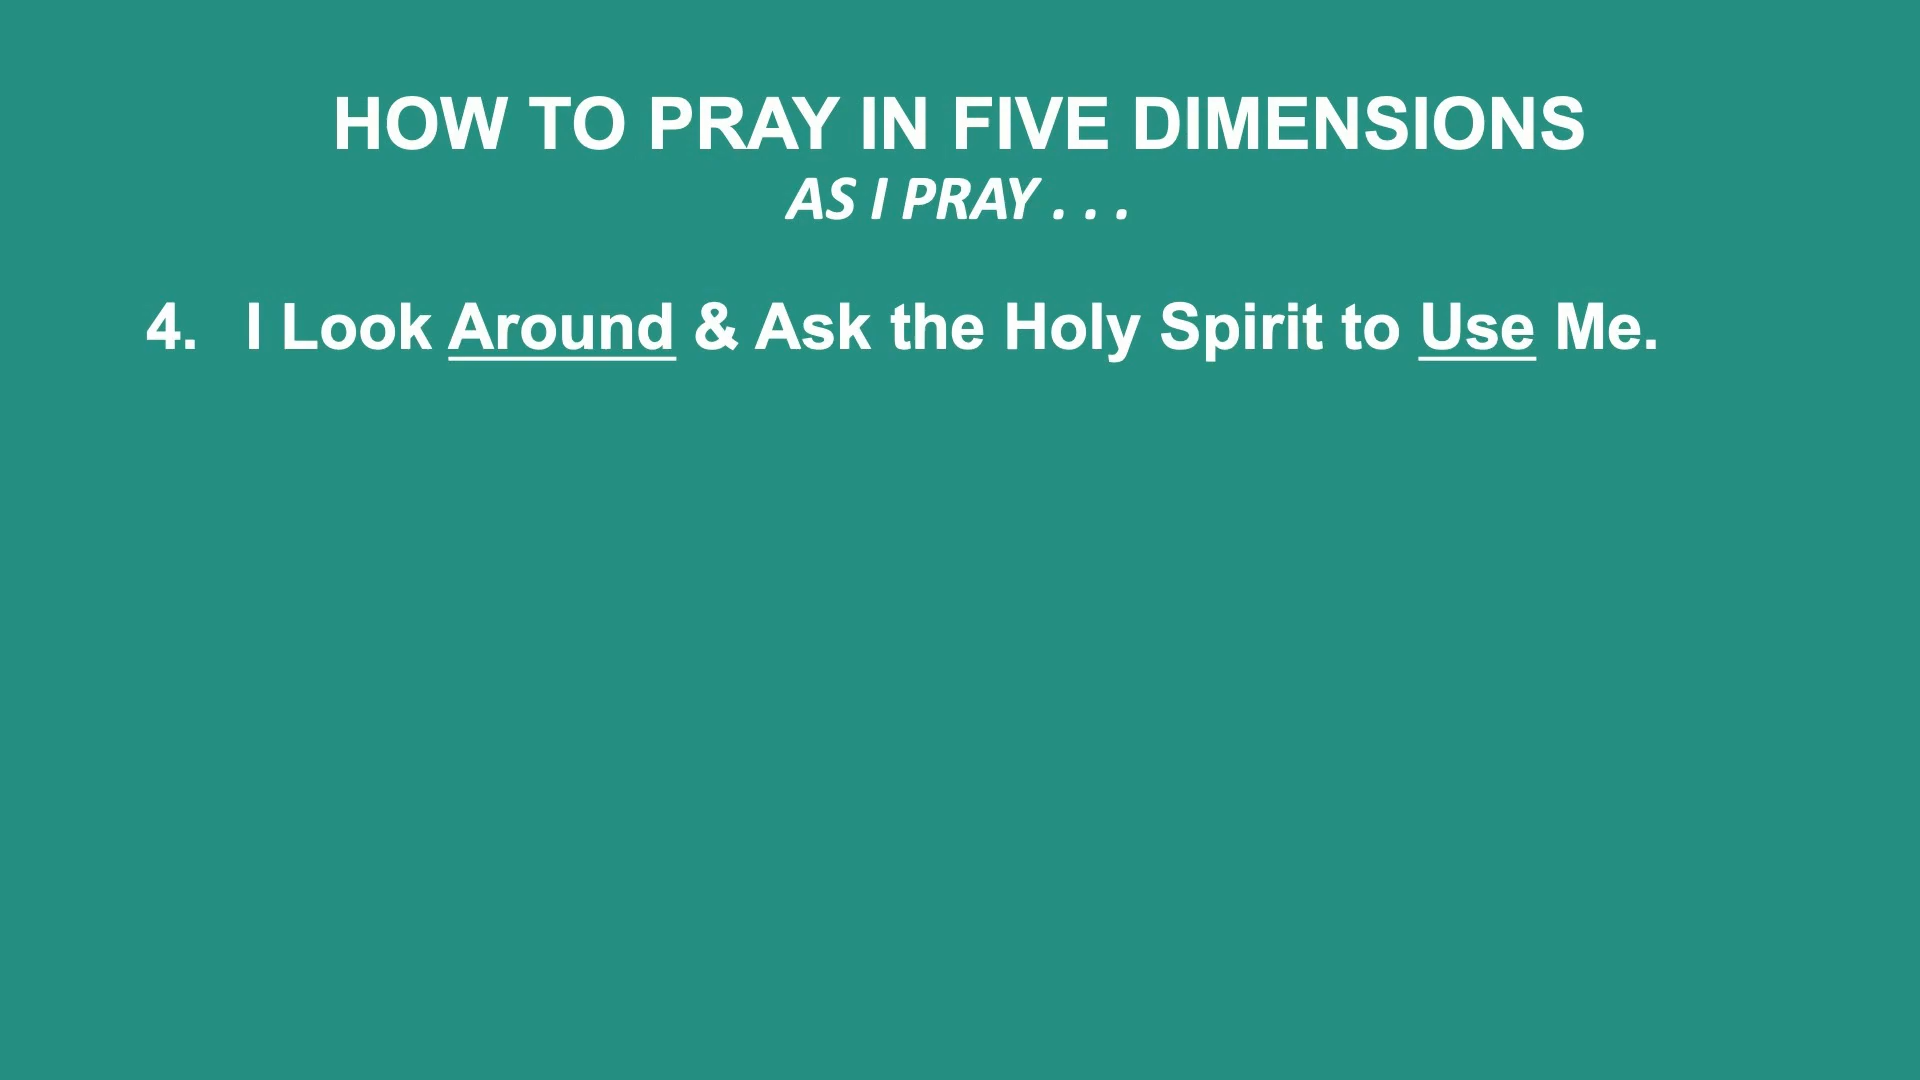 HOW TO PRAY IN FIVE DIMENSIONS
AS I PRAY . . .
4. I Look Around & Ask the Holy Spirit to Use Me.